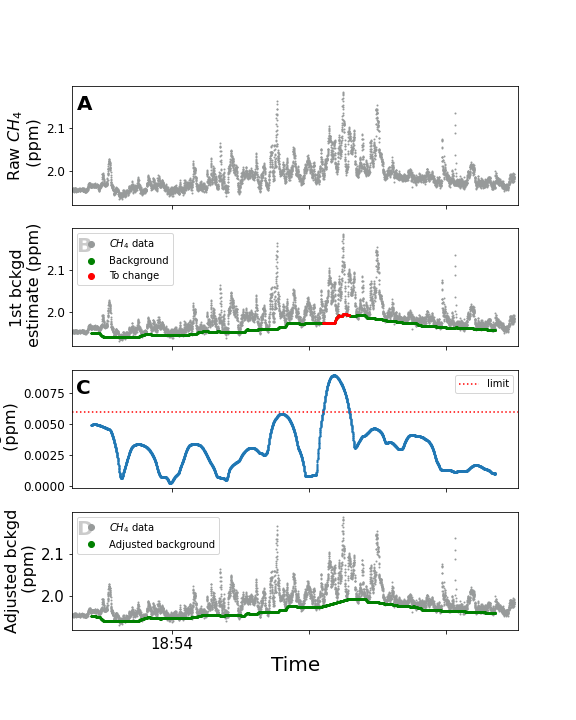 A
Raw CH4
(ppm)
2.1
2.0
B
CH4 data
Background
To change
1st bckgd
estimate (ppm)
2.1
2.0
C
limit
(ppm)
0.0075
0.0050
0.0025
0.0000
D
CH4 data
Adjusted background
Adjusted bckgd
(ppm)
2.1
2.0
18:54
Time